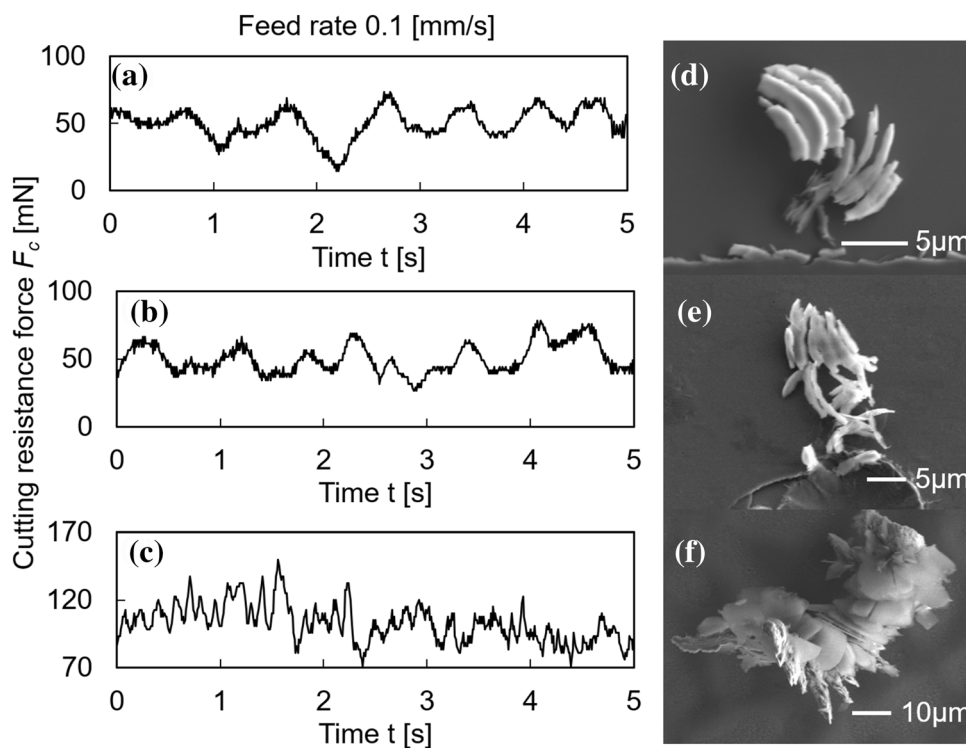 Feed rate 0.1 [mm/s]
Cutting resistance force F_c [mN]
(a)
100
50
0
0 1 2 3 4 5
Time t [s]
(b)
100
50
0
0 1 2 3 4 5
Time t [s]
(c)
170
120
70
0 1 2 3 4 5
Time t [s]
(d)
5μm
(e)
5μm
(f)
10μm